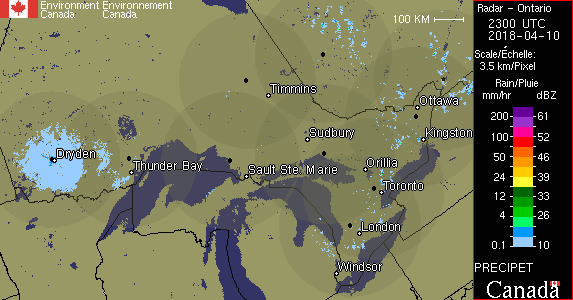 Environment Environnement
Canada Canada
100 KM
Timmins
Ottawa
Sudbury
Kingston
Dryden
Thunder Bay
Sault Ste. Marie
Orillia
Toronto
London
Windsor
Radar - Ontario
2300 UTC
2018-04-10
Scale/Échelle:
3.5 km/Pixel
Rain/Pluie
mm/hr dBZ
200 61
100 52
50 46
24 39
12 33
4 26
1 20
0.1 10
PRECIPET
Canada